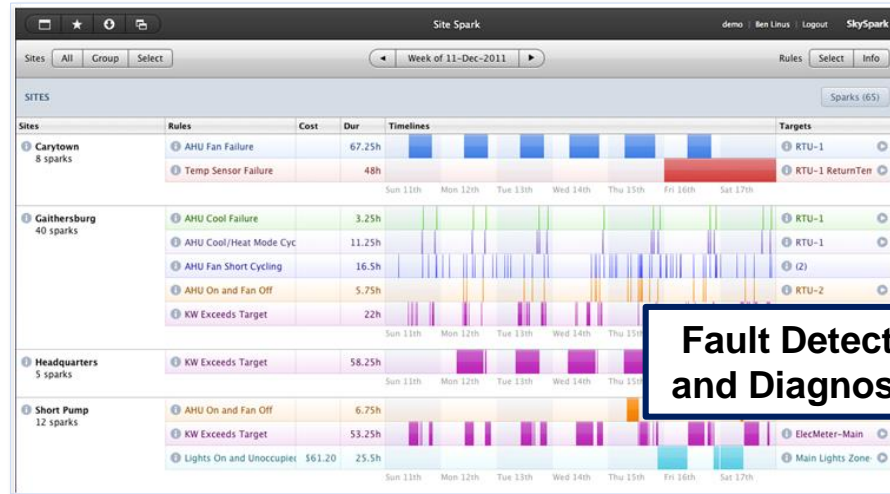 Site Spark
demo | Ben Linus | Logout SkySpark
Sites All Group Select
Week of 11-Dec-2011
Rules Select Info
SITES
Sparks (65)
Sites Rules Cost Dur Timelines Targets
Carytown AHU Fan Failure 67.25h RTU-1
8 sparks
Temp Sensor Failure 48h RTU-1 ReturnTem
Sun 11th Mon 12th Tue 13th Wed 14th Thu 15th Fri 16th Sat 17th
Gaithersburg AHU Cool Failure 3.25h RTU-1
40 sparks
AHU Cool/Heat Mode Cyc 11.25h RTU-1
AHU Fan Short Cycling 16.5h (2)
AHU On and Fan Off 5.75h RTU-2
KW Exceeds Target 22h
Sun 11th Mon 12th Tue 13th Wed 14th Thu 15th
Fault Detect
and Diagnos
Headquarters KW Exceeds Target 58.25h
5 sparks
Sun 11th Mon 12th Tue 13th Wed 14th Thu 15th
Short Pump AHU On and Fan Off 6.75h
12 sparks
KW Exceeds Target 53.25h ElecMeter-Main
Lights On and Unoccupied $61.20 25.5h Main Lights Zone-
Sun 11th Mon 12th Tue 13th Wed 14th Thu 15th Fri 16th Sat 17th